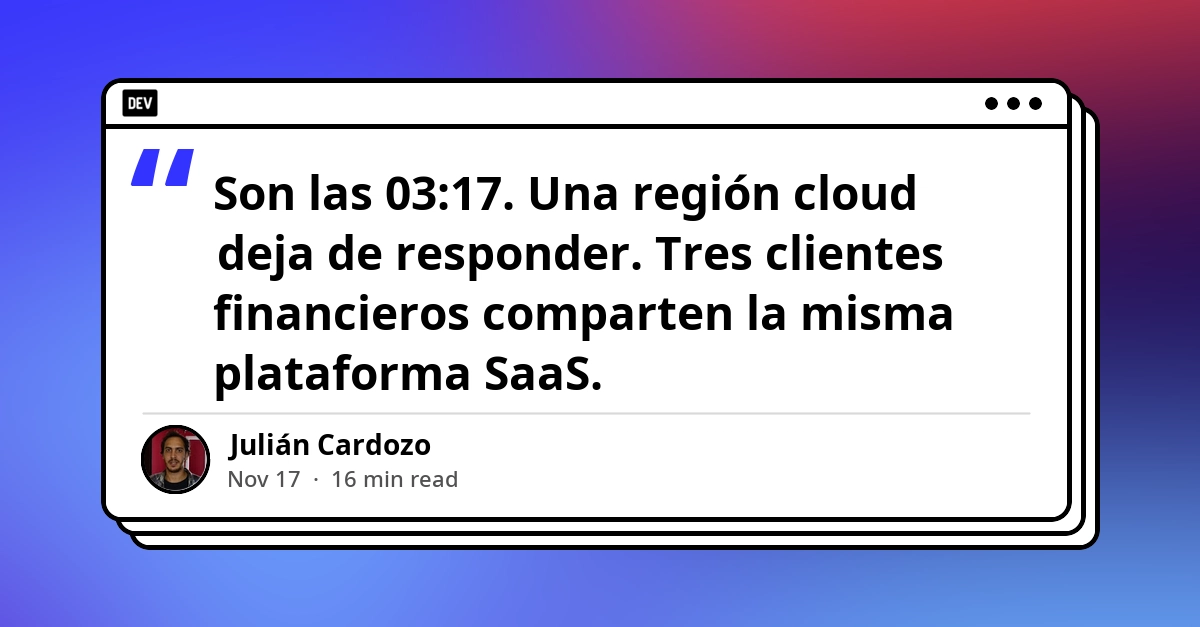 DEV
“ Son las 03:17. Una región cloud
deja de responder. Tres clientes
financieros comparten la misma
plataforma SaaS.
Julián Cardozo
Nov 17 · 16 min read